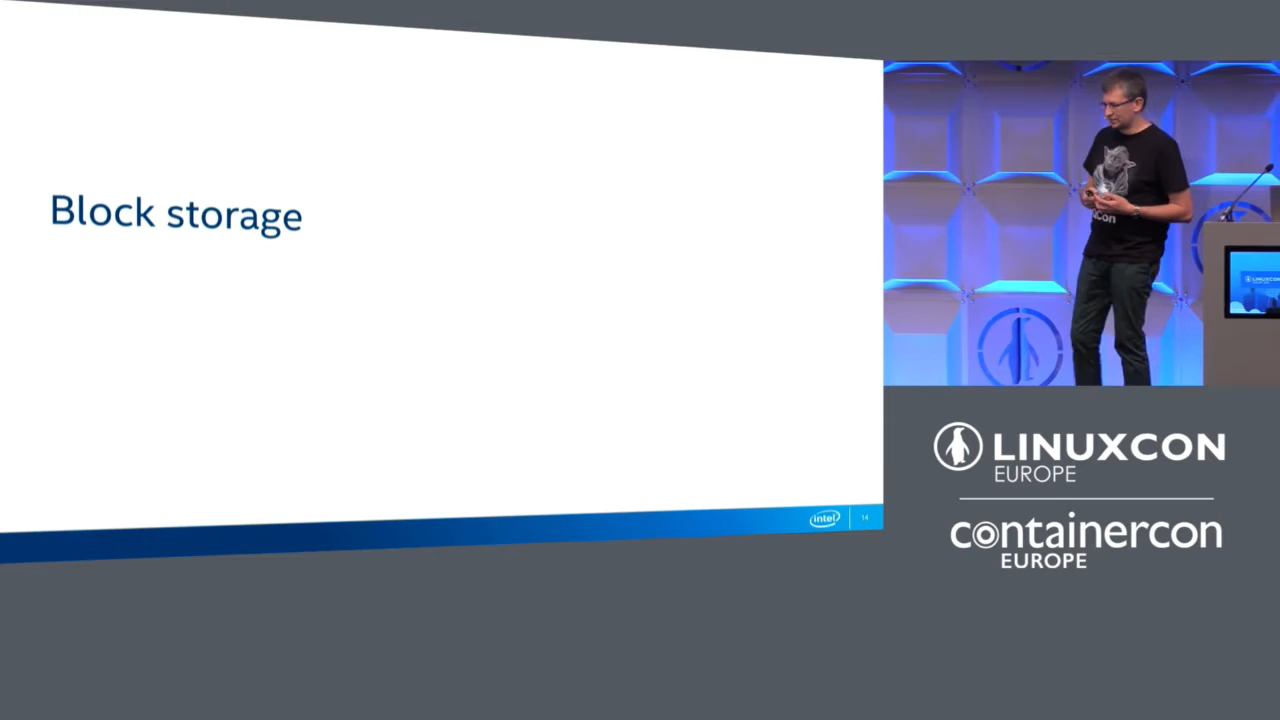 Block storage
intel
14
LINUXCON
EUROPE
containercon
EUROPE